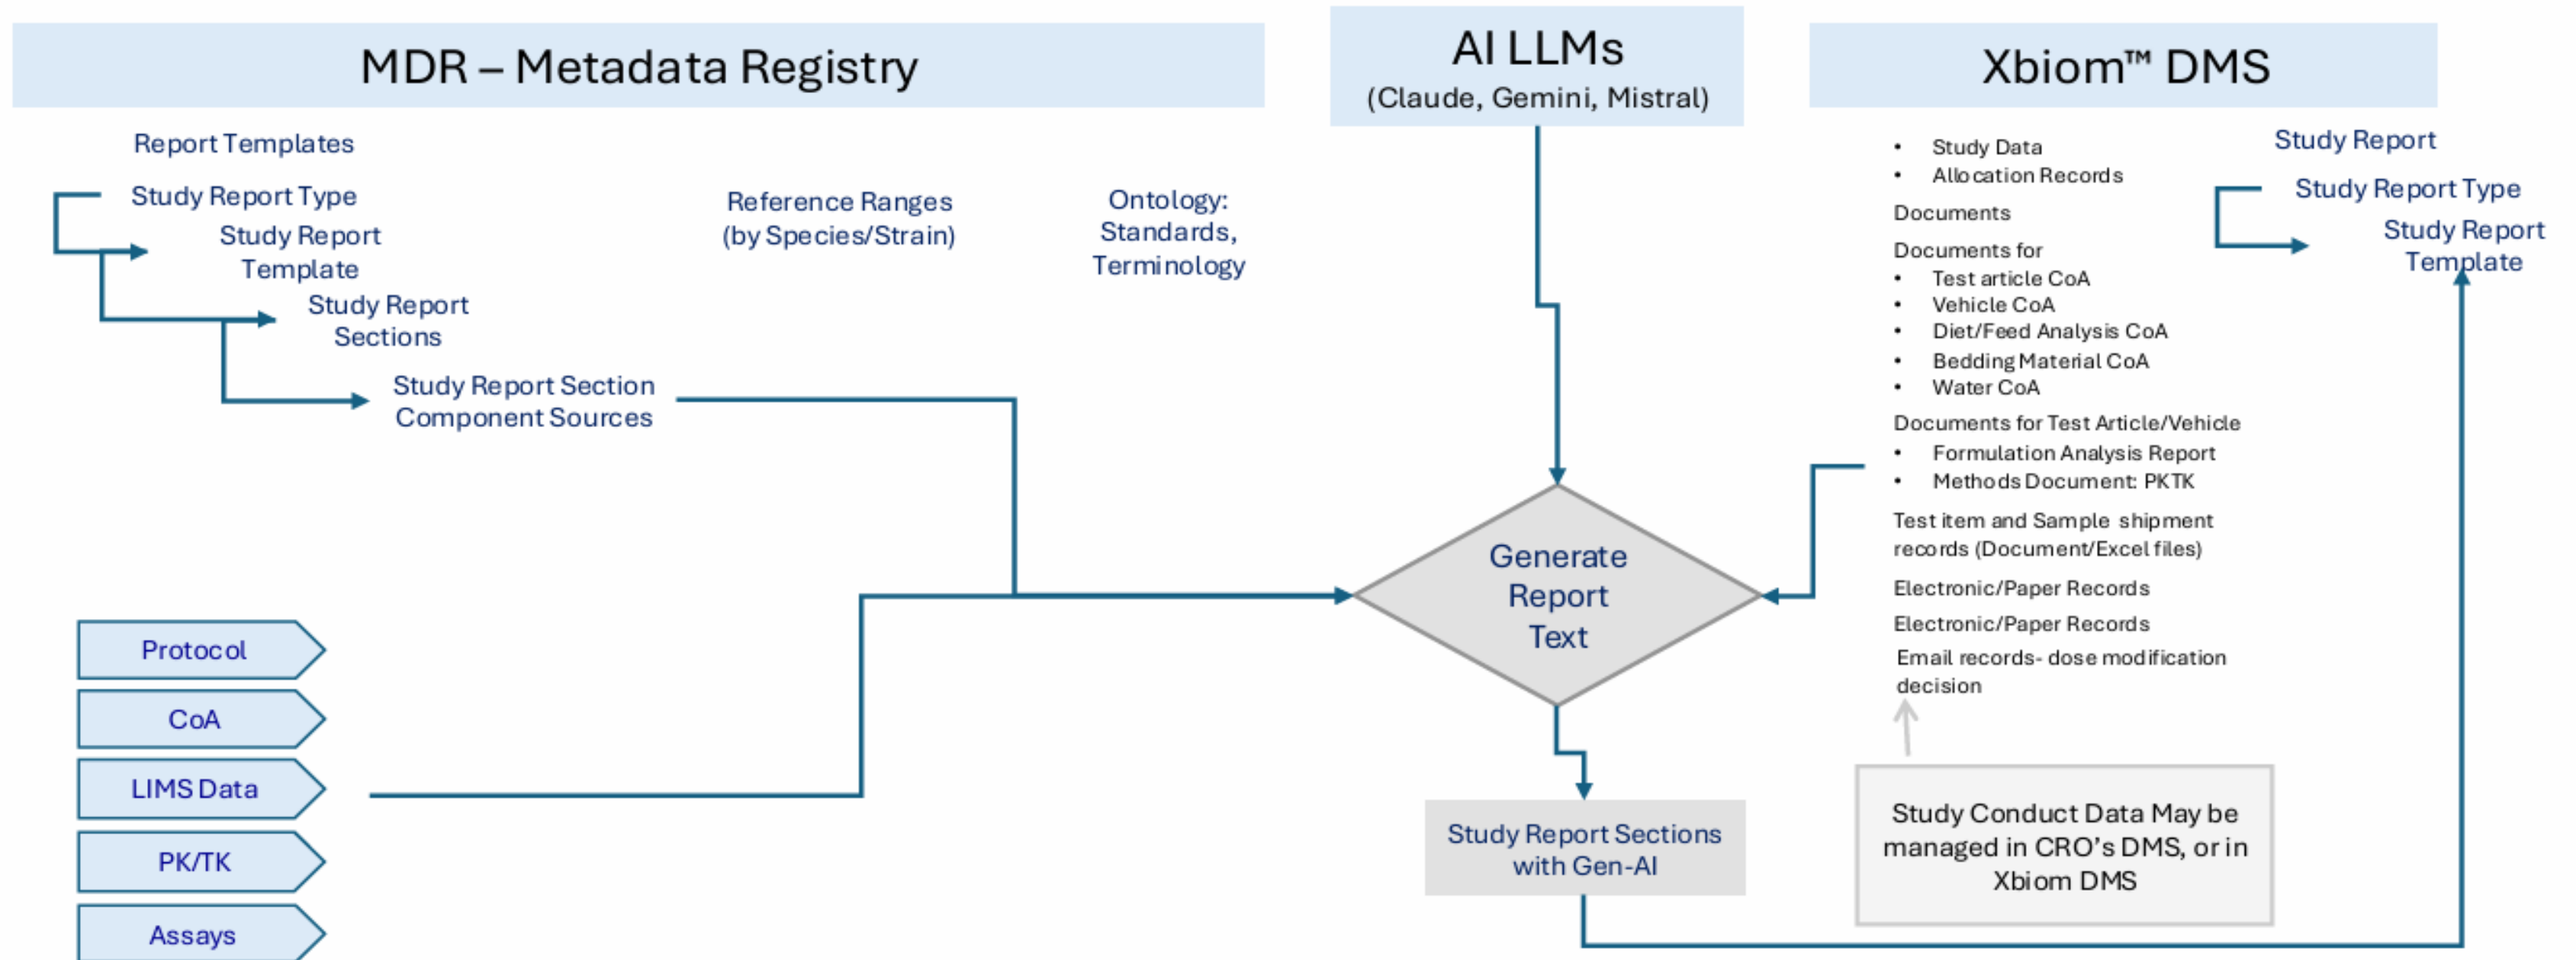 MDR – Metadata Registry
AI LLMs
(Claude, Gemini, Mistral)
Xbiom™ DMS
Report Templates
Study Report Type
Study Report
Template
Study Report
Sections
Study Report Section
Component Sources
Reference Ranges
(by Species/Strain)
Ontology:
Standards,
Terminology
Protocol
CoA
LIMS Data
PK/TK
Assays
Generate
Report
Text
Study Report Sections
with Gen-AI
• Study Data
• Allocation Records
Documents
Documents for
• Test article CoA
• Vehicle CoA
• Diet/Feed Analysis CoA
• Bedding Material CoA
• Water CoA
Documents for Test Article/Vehicle
• Formulation Analysis Report
• Methods Document: PKTK
Test item and Sample shipment
records (Document/Excel files)
Electronic/Paper Records
Electronic/Paper Records
Email records- dose modification
decision
Study Conduct Data May be
managed in CRO's DMS, or in
Xbiom DMS
Study Report
Study Report Type
Study Report
Template